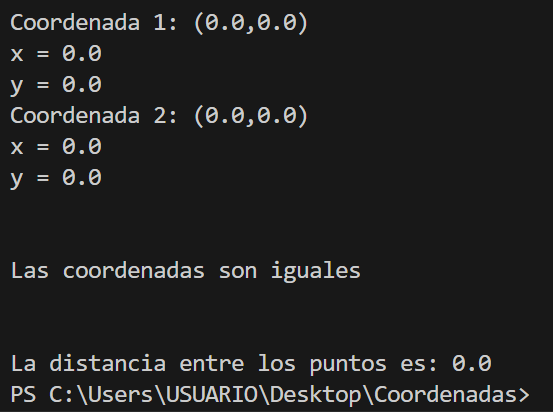 Coordenada 1: (0.0,0.0)
x = 0.0
y = 0.0
Coordenada 2: (0.0,0.0)
x = 0.0
y = 0.0
Las coordenadas son iguales
La distancia entre los puntos es: 0.0
PS C:\Users\USUARIO\Desktop\Coordenadas>